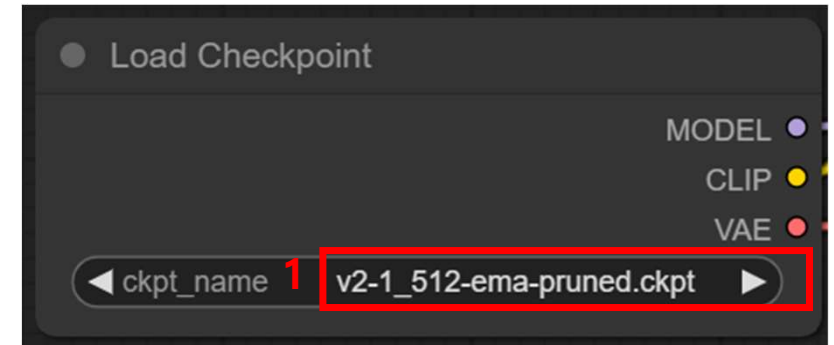 Load Checkpoint
MODEL
CLIP
VAE
ckpt_name 1 v2-1_512-ema-pruned.ckpt